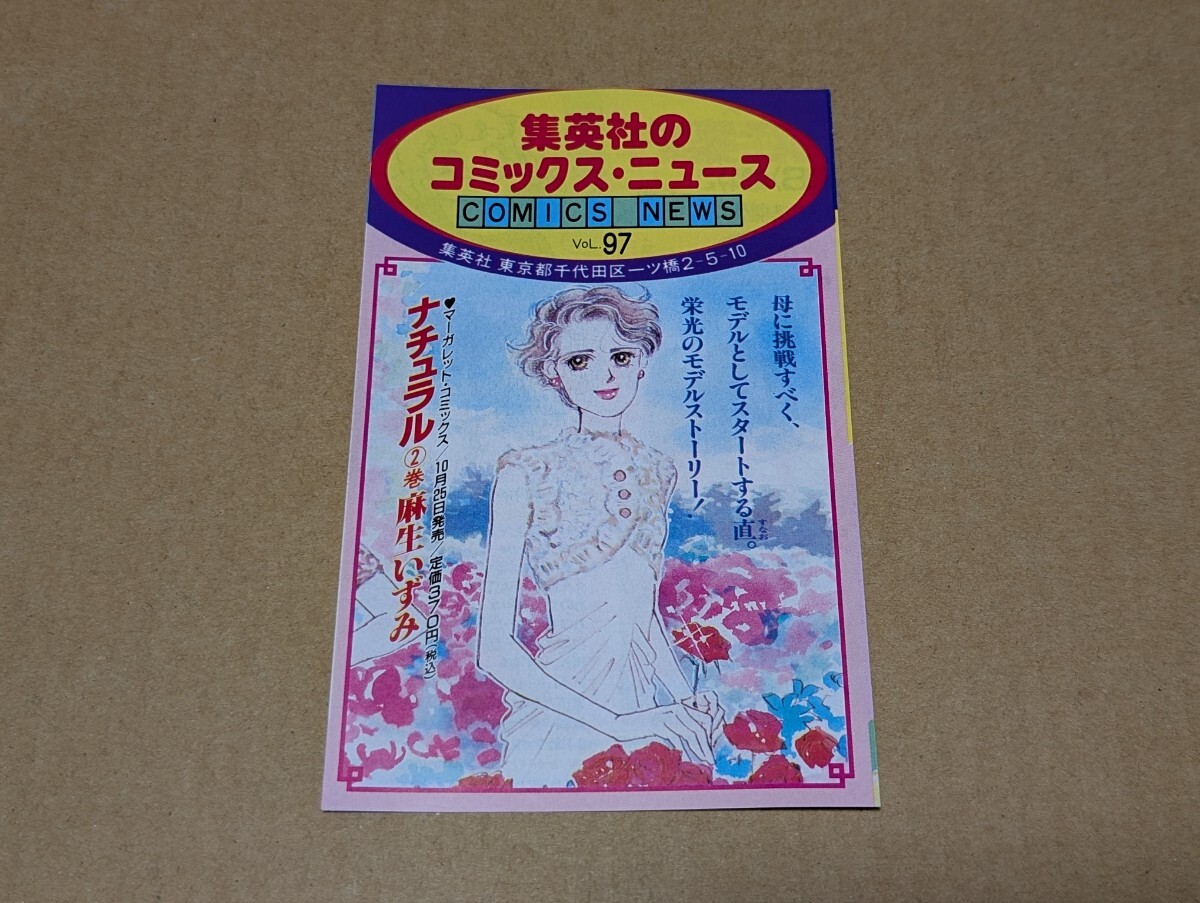 集英社の
コミックス・ニュース
COMICS NEWS
VOL.97
集英社 東京都千代田区一ツ橋2-5-10
母に挑戦すべく、
モデルとしてスタートする直。
すなお
栄光のモデルストーリー!
♥マーガレット・コミックス/10月25日発売/定価370円(税込)
ナチュラル②巻 麻生いずみ